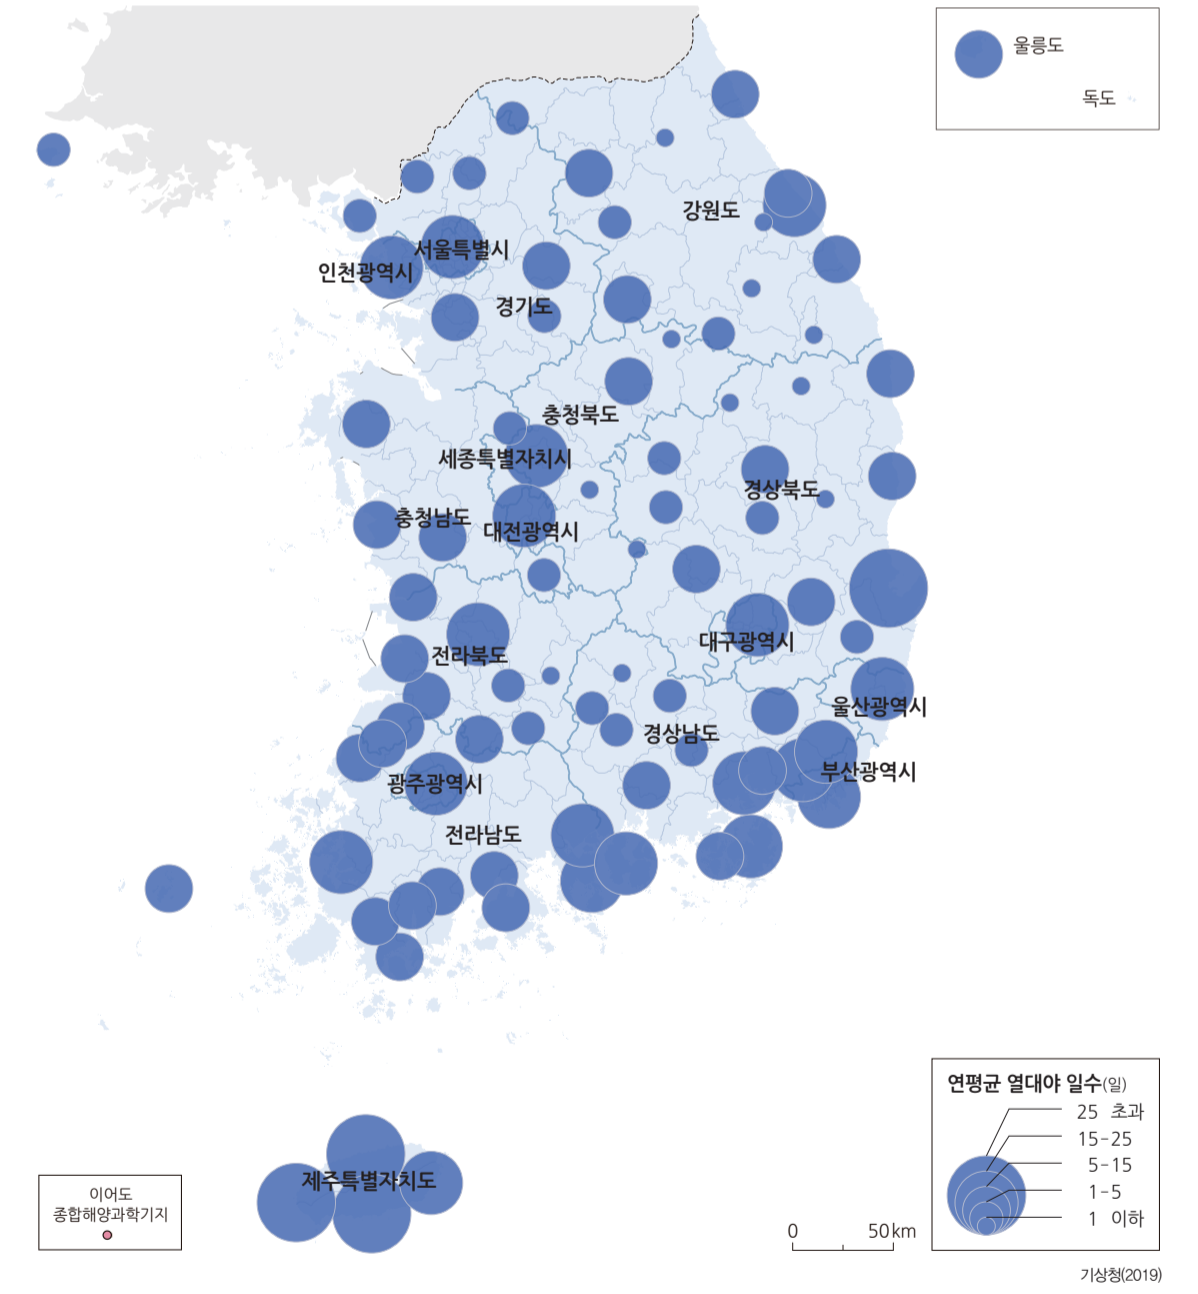 울릉도
독도
강원도
서울특별시
인천광역시
경기도
충청북도
세종특별자치시
경상북도
충청남도
대전광역시
대구광역시
전라북도
울산광역시
경상남도
부산광역시
광주광역시
전라남도
제주특별자치도
이어도
종합해양과학기지
0 50km
연평균 열대야 일수(일)
25 초과
15-25
5-15
1-5
1 이하
기상청(2019)